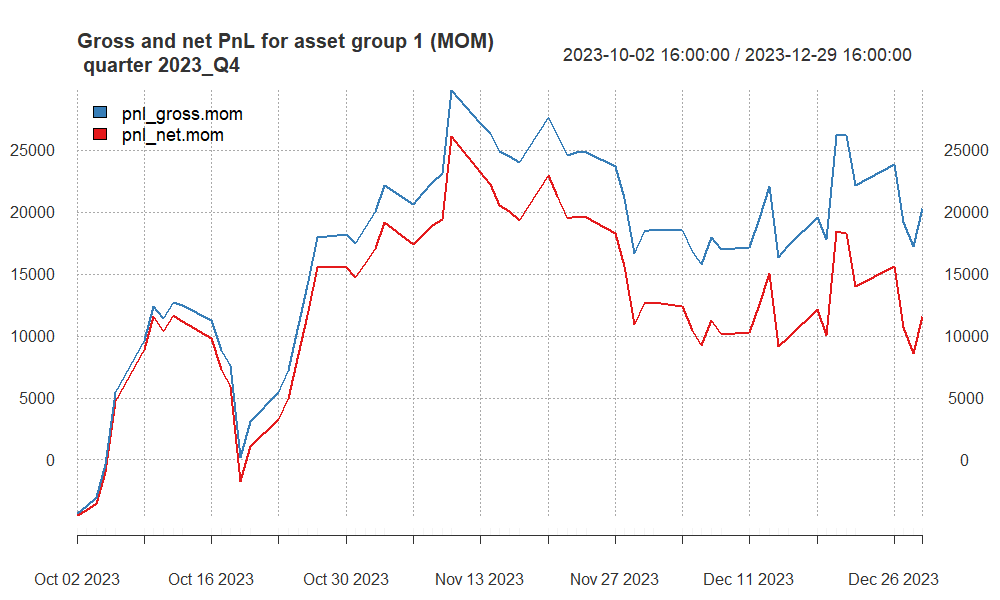 Gross and net PnL for asset group 1 (MOM)
quarter 2023_Q4
2023-10-02 16:00:00 / 2023-12-29 16:00:00
pnl_gross.mom
pnl_net.mom
25000 25000
20000 20000
15000 15000
10000 10000
5000 5000
0 0
Oct 02 2023 Oct 16 2023 Oct 30 2023 Nov 13 2023 Nov 27 2023 Dec 11 2023 Dec 26 2023